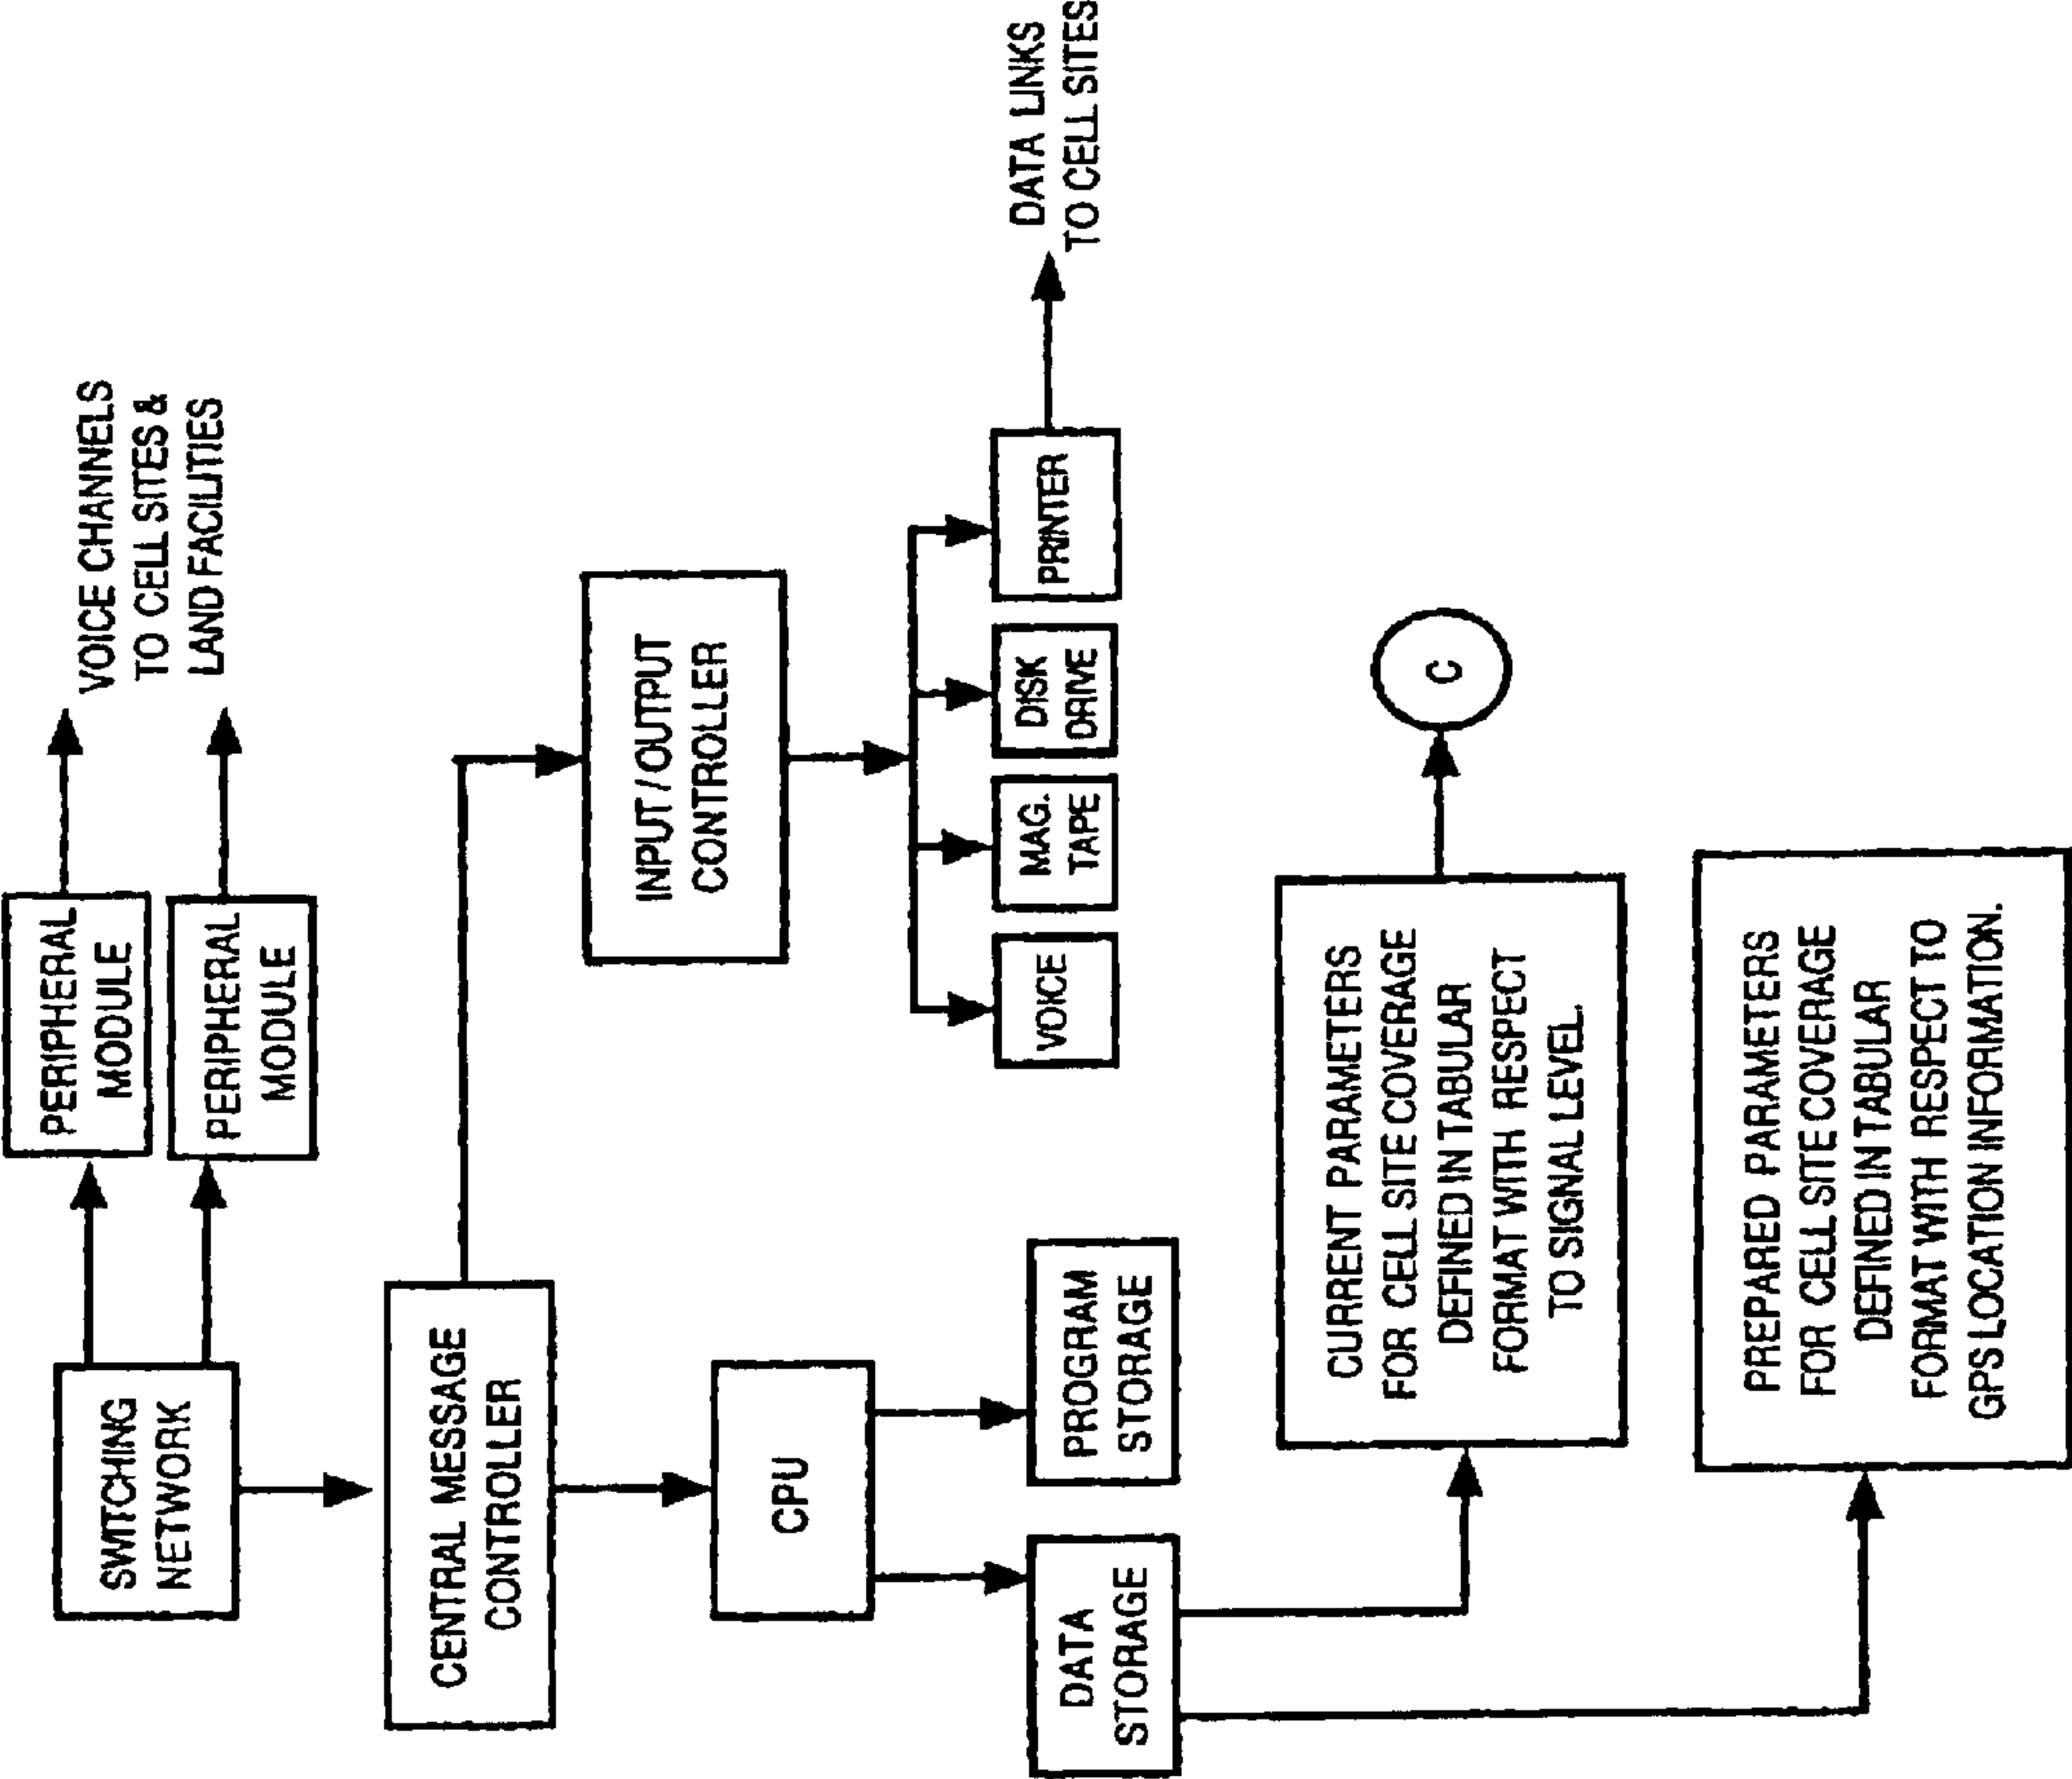 SWITCHING
NETWORK
PERIPHERAL
MODULE
PERIPHERAL
MODULE
VOICE CHANNELS
TO CELL SITES &
LAND FACILITIES
CENTRAL MESSAGE
CONTROLLER
INPUT / OUTPUT
CONTROLLER
CPU
VOICE
MAG.
TAPE
DISK
DRIVE
PRINTER
DATA LINKS
TO CELL SITES
DATA
STORAGE
PROGRAM
STORAGE
CURRENT PARAMETERS
FOR CELL SITE COVERAGE
DEFINED IN TABULAR
FORMAT WITH RESPECT
TO SIGNAL LEVEL
C
PREPARED PARAMETERS
FOR CELL SITE COVERAGE
DEFINED IN TABULAR
FORMAT WITH RESPECT TO
GPS LOCATION INFORMATION.